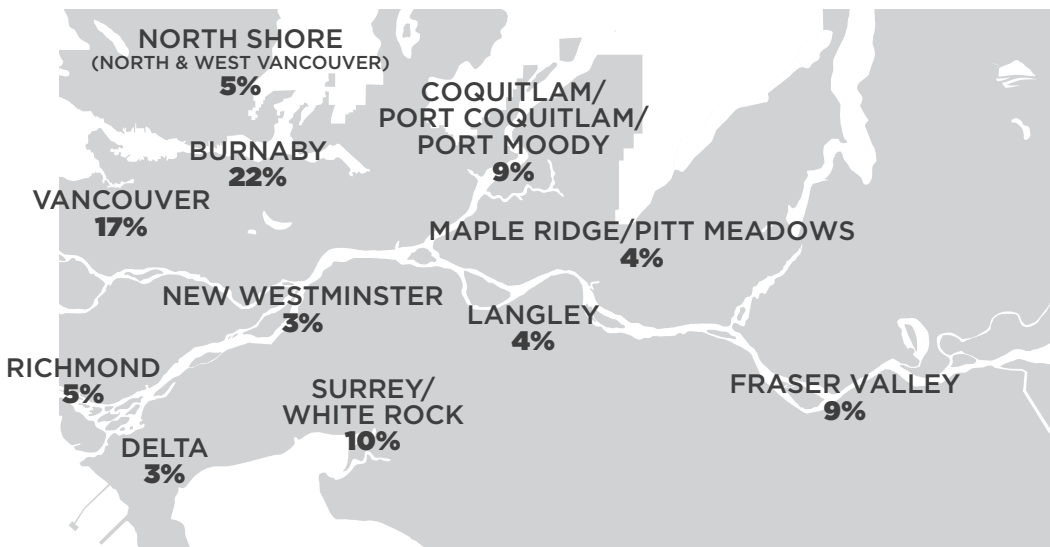 NORTH SHORE
(NORTH & WEST VANCOUVER)
5%
COQUITLAM/
PORT COQUITLAM/
PORT MOODY
9%
BURNABY
22%
VANCOUVER
17%
MAPLE RIDGE/PITT MEADOWS
4%
NEW WESTMINSTER
3%
LANGLEY
4%
RICHMOND
5%
SURREY/
WHITE ROCK
10%
FRASER VALLEY
9%
DELTA
3%